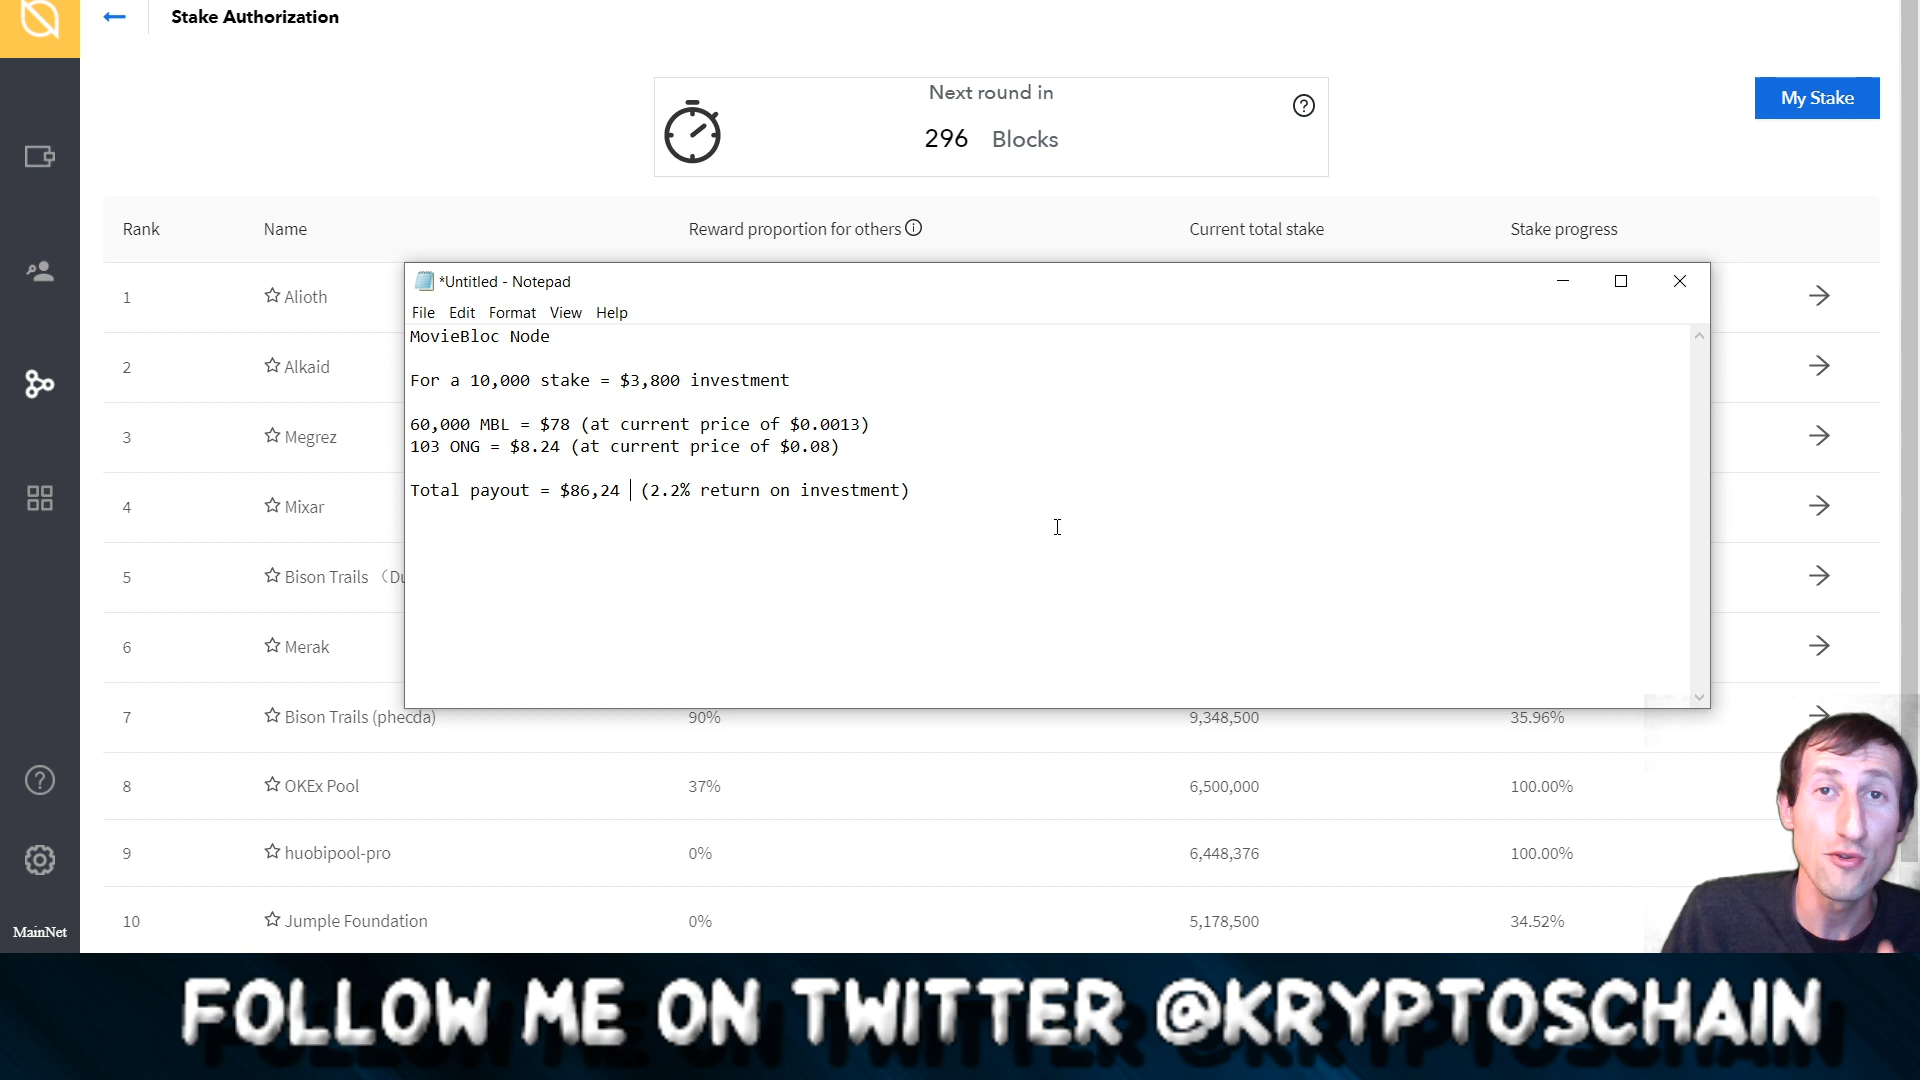 Stake Authorization
Next round in
296 Blocks
My Stake
Rank Name Reward proportion for others Current total stake Stake progress
*Untitled - Notepad
File Edit Format View Help
MovieBloc Node
For a 10,000 stake = $3,800 investment
60,000 MBL = $78 (at current price of $0.0013)
103 ONG = $8.24 (at current price of $0.08)
Total payout = $86,24 (2.2% return on investment)
1 Alioth
2 Alkaid
3 Megrez
4 Mixar
5 Bison Trails
6 Merak
7 Bison Trails (phecda) 90% 9,348,500 35.96%
8 OKEx Pool 37% 6,500,000 100.00%
9 huobipool-pro 0% 6,448,376 100.00%
10 Jumple Foundation 0% 5,178,500 34.52%
MainNet
FOLLOW ME ON TWITTER @KRYPTOSCHAIN